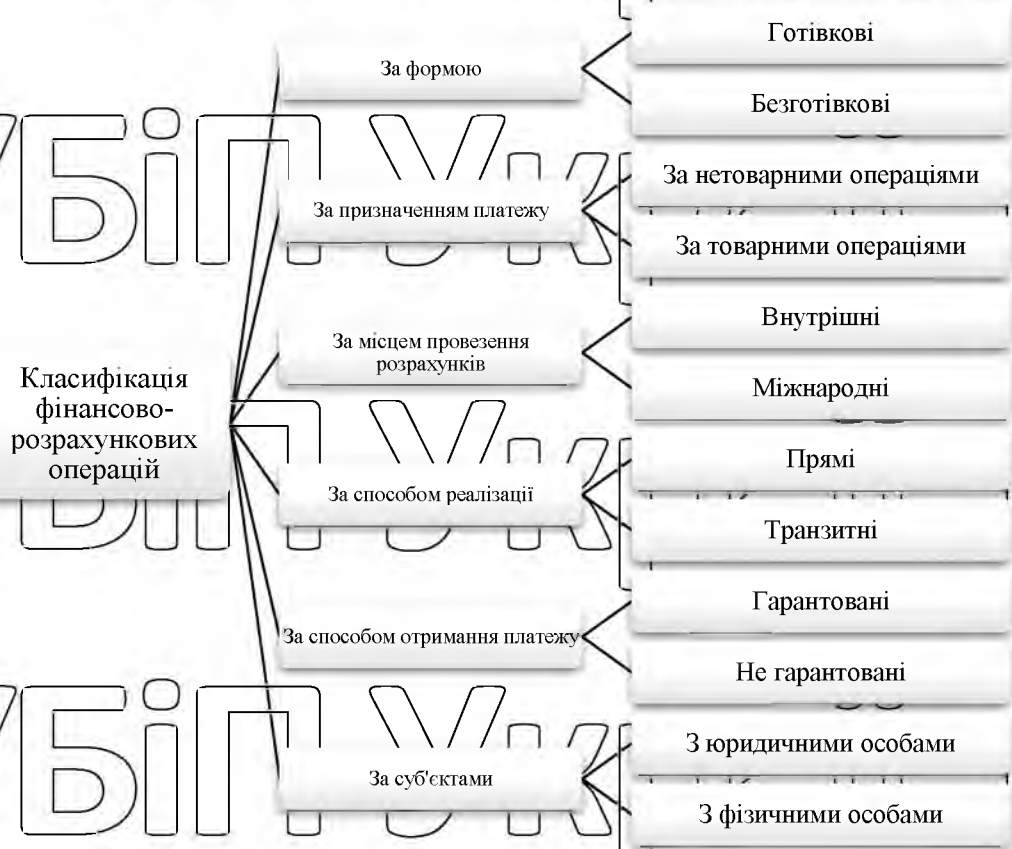 Класифікація
фінансово-
розрахункових
операцій
За формою
Готівкові
Безготівкові
За призначенням платежу
За нетоварними операціями
За товарними операціями
За місцем провезення
розрахунків
Внутрішні
Міжнародні
За способом реалізації
Прямі
Транзитні
За способом отримання платежу
Гарантовані
Не гарантовані
За суб'єктами
З юридичними особами
З фізичними особами